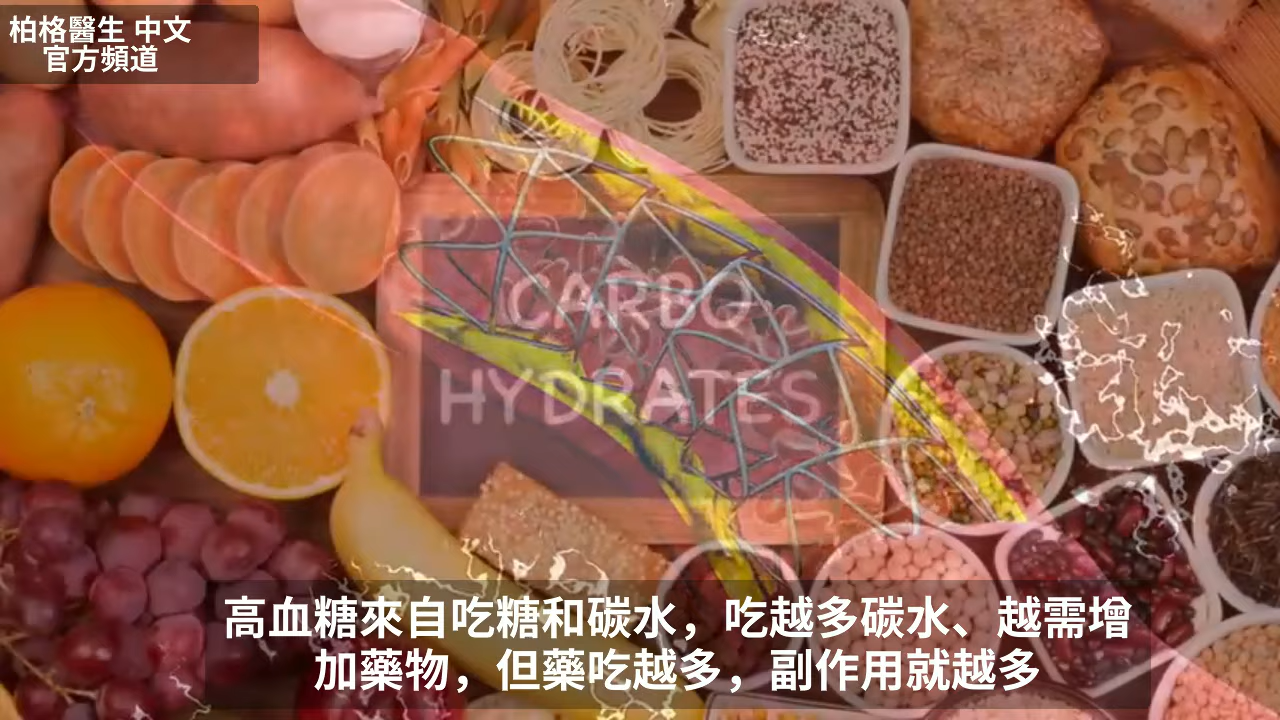 柏格醫生 中文
官方頻道
CARBO
HYDRATES
高血糖來自吃糖和碳水，吃越多碳水、越需增
加藥物，但藥吃越多，副作用就越多